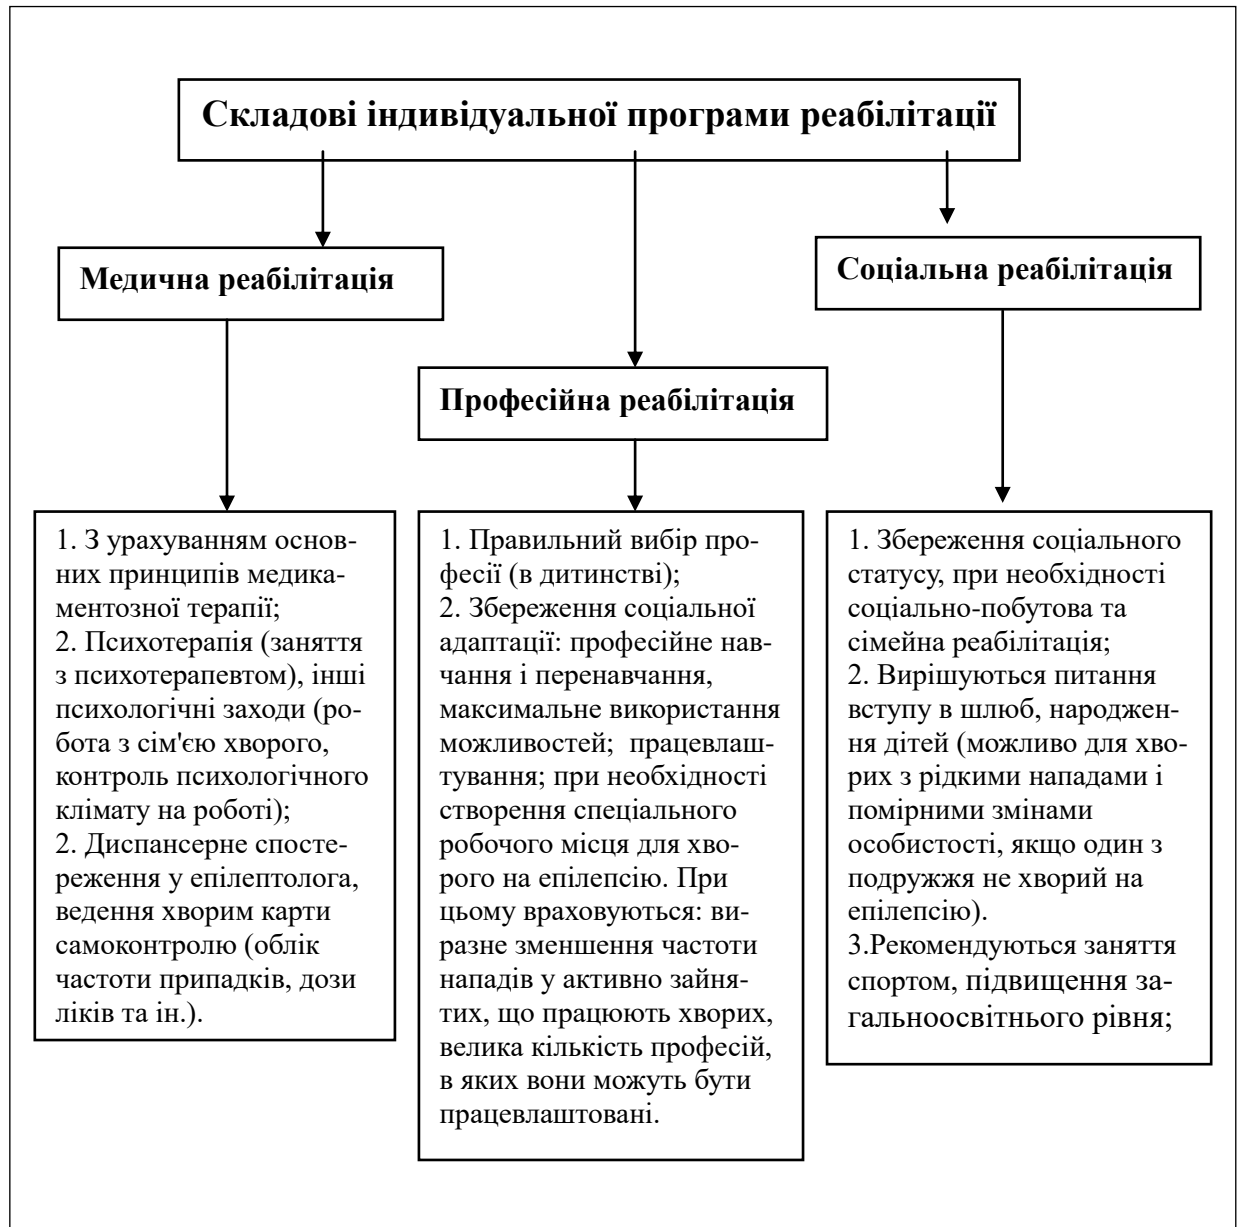 Складові індивідуальної програми реабілітації
Медична реабілітація
Соціальна реабілітація
Професійна реабілітація
1. З урахуванням основ-
них принципів медика-
ментозної терапії;
2. Психотерапія (заняття
з психотерапевтом), інші
психологічні заходи (ро-
бота з сім'єю хворого,
контроль психологічного
клімату на роботі);
2. Диспансерне спосте-
реження у епілептолога,
ведення хворим карти
самоконтролю (облік
частоти припадків, дози
ліків та ін.).
1. Правильний вибір про-
фесії (в дитинстві);
2. Збереження соціальної
адаптації: професійне нав-
чання і перенавчання,
максимальне використання
можливостей; працевлаш-
тування; при необхідності
створення спеціального
робочого місця для хво-
рого на епілепсію. При
цьому враховуються: ви-
разне зменшення частоти
нападів у активно зайня-
тих, що працюють хворих,
велика кількість професій,
в яких вони можуть бути
працевлаштовані.
1. Збереження соціального
статусу, при необхідності
соціально-побутова та
сімейна реабілітація;
2. Вирішуються питання
вступу в шлюб, народжен-
ня дітей (можливо для хво-
рих з рідкими нападами і
помірними змінами
особистості, якщо один з
подружжя не хворий на
епілепсію).
3.Рекомендуються заняття
спортом, підвищення за-
гальноосвітнього рівня;